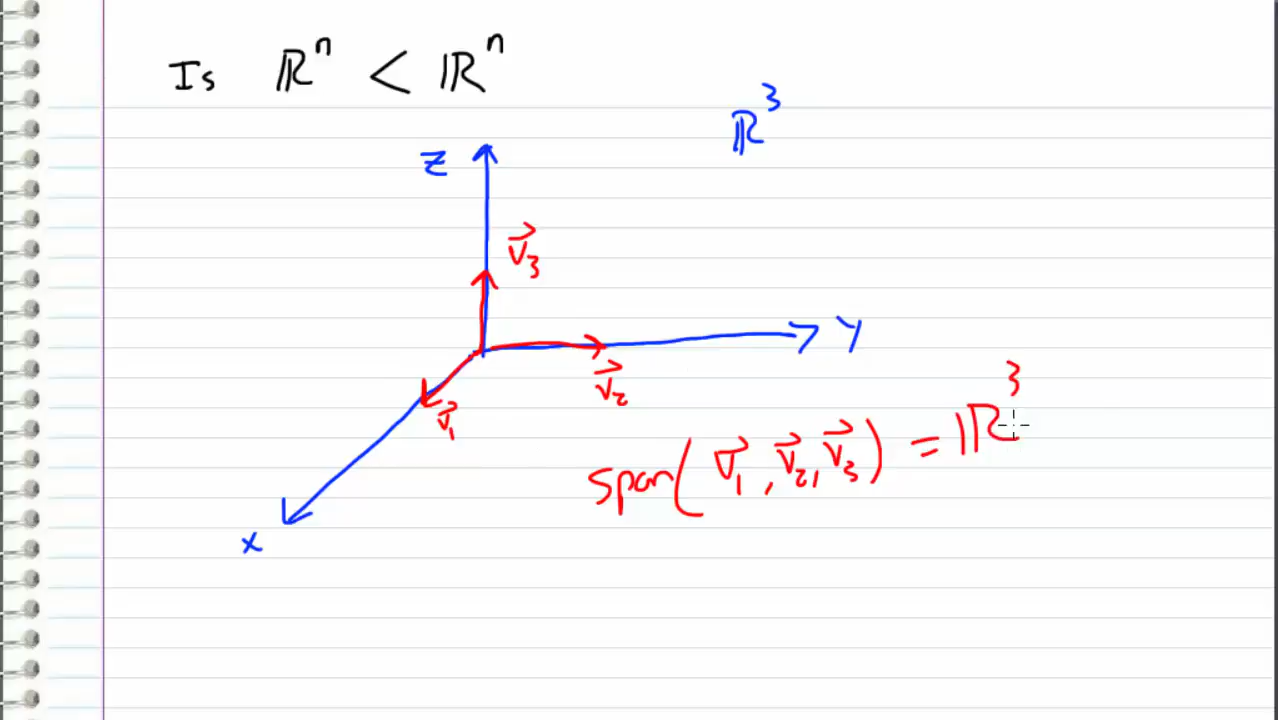 Is ℝⁿ < ℝⁿ
ℝ³
z
v⃗₃
y
v⃗₂
v⃗₁
span(v⃗₁, v⃗₂, v⃗₃) = ℝ³
x